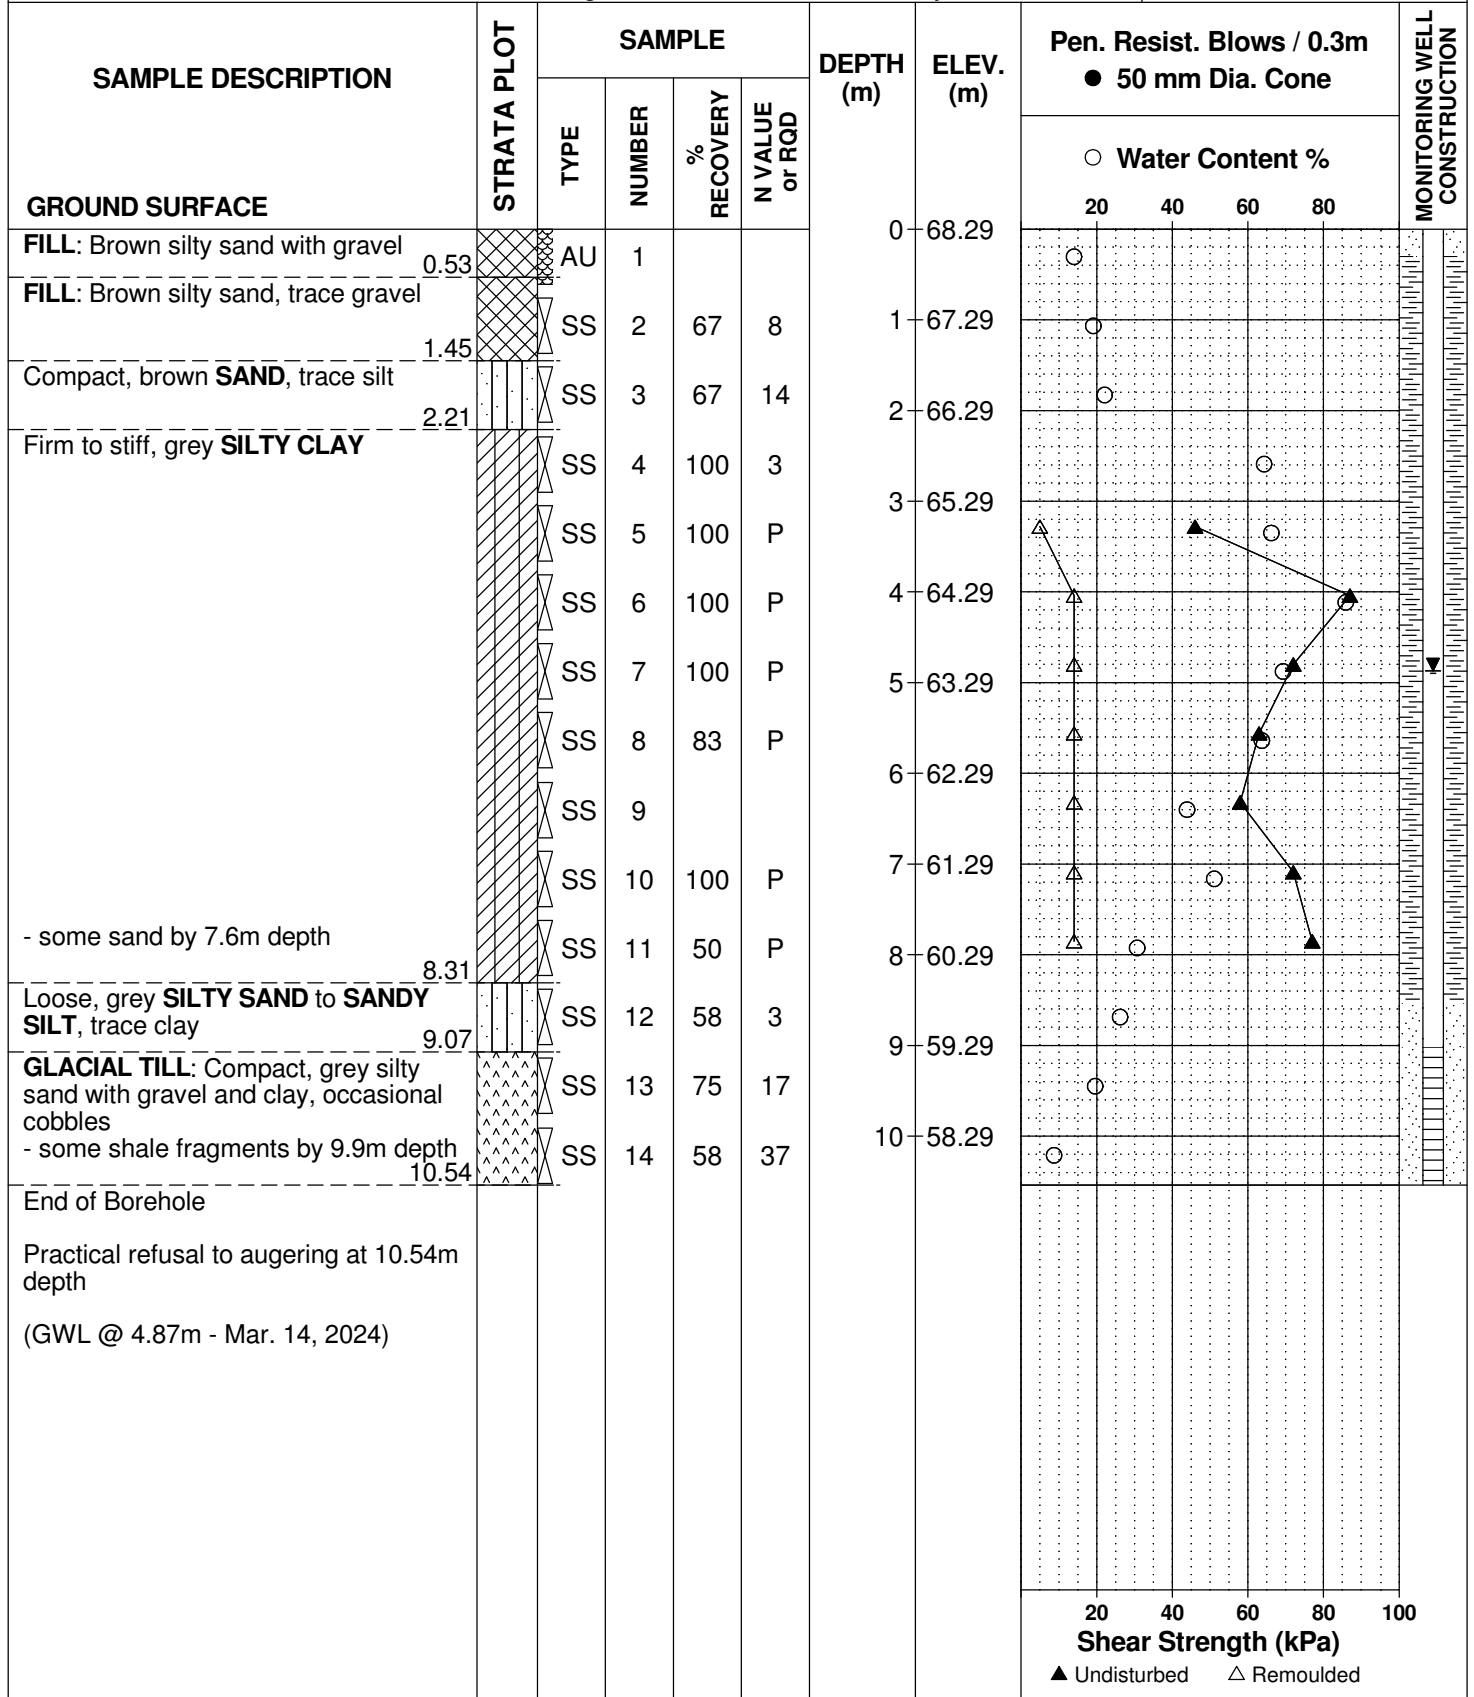 SAMPLE DESCRIPTION
GROUND SURFACE
STRATA PLOT
SAMPLE
TYPE
NUMBER
%
RECOVERY
N VALUE
or RQD
DEPTH
(m)
ELEV.
(m)
Pen. Resist. Blows / 0.3m
● 50 mm Dia. Cone
○ Water Content %
20 40 60 80
MONITORING WELL
CONSTRUCTION
0 68.29
FILL: Brown silty sand with gravel
0.53
AU 1
FILL: Brown silty sand, trace gravel
1.45
SS 2 67 8
1 67.29
Compact, brown SAND, trace silt
2.21
SS 3 67 14
2 66.29
Firm to stiff, grey SILTY CLAY
SS 4 100 3
3 65.29
SS 5 100 P
SS 6 100 P
4 64.29
SS 7 100 P
5 63.29
SS 8 83 P
6 62.29
SS 9
SS 10 100 P
7 61.29
- some sand by 7.6m depth
8.31
SS 11 50 P
8 60.29
Loose, grey SILTY SAND to SANDY
SILT, trace clay
9.07
SS 12 58 3
9 59.29
GLACIAL TILL: Compact, grey silty
sand with gravel and clay, occasional
cobbles
- some shale fragments by 9.9m depth
10.54
SS 13 75 17
10 58.29
SS 14 58 37
End of Borehole
Practical refusal to augering at 10.54m
depth
(GWL @ 4.87m - Mar. 14, 2024)
20 40 60 80 100
Shear Strength (kPa)
▲ Undisturbed △ Remoulded